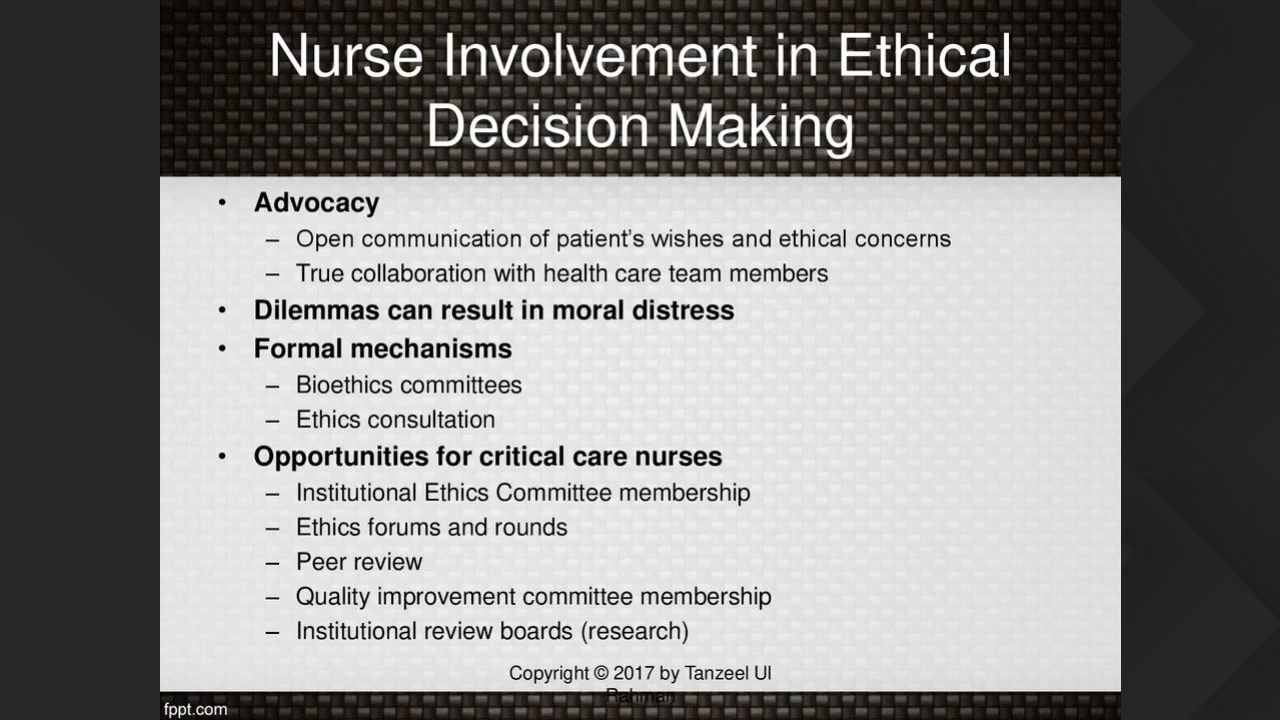 Nurse Involvement in Ethical
Decision Making
• Advocacy
– Open communication of patient's wishes and ethical concerns
– True collaboration with health care team members
• Dilemmas can result in moral distress
• Formal mechanisms
– Bioethics committees
– Ethics consultation
• Opportunities for critical care nurses
– Institutional Ethics Committee membership
– Ethics forums and rounds
– Peer review
– Quality improvement committee membership
– Institutional review boards (research)
Copyright © 2017 by Tanzeel Ul
Rahman
fppt.com